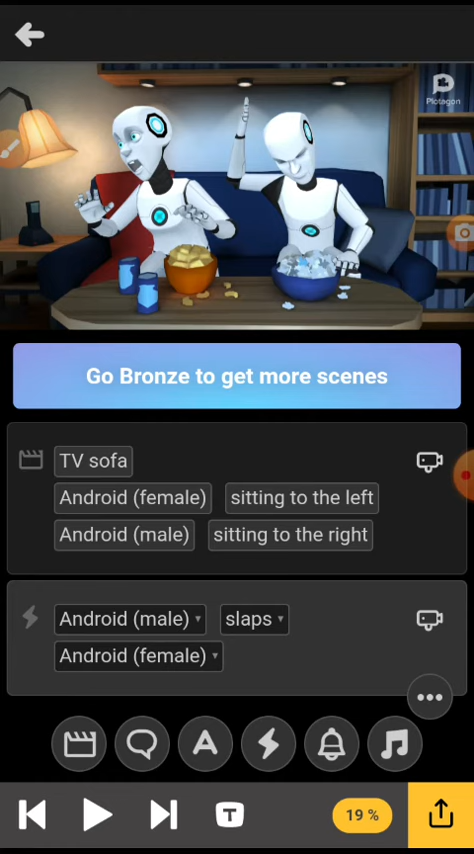 Plotagon
Go Bronze to get more scenes
TV sofa
Android (female) sitting to the left
Android (male) sitting to the right
Android (male) slaps
Android (female)
T
19 %